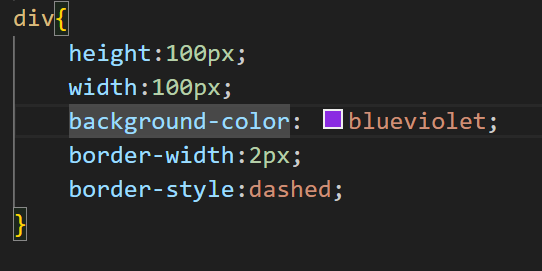 div{
height:100px;
width:100px;
background-color: blueviolet;
border-width:2px;
border-style:dashed;
}